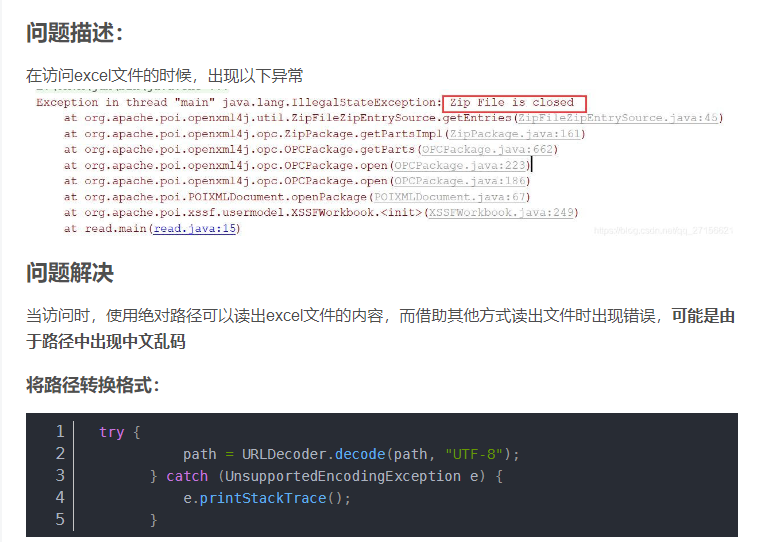 问题描述：
在访问excel文件的时候，出现以下异常
Exception in thread "main" java.lang.IllegalStateException: Zip File is closed
at org.apache.poi.openxml4j.util.ZipFileZipEntrySource.getEntries(ZipFileZipEntrySource.java:45)
at org.apache.poi.openxml4j.opc.ZipPackage.getPartsImpl(ZipPackage.java:161)
at org.apache.poi.openxml4j.opc.OPCPackage.getParts(OPCPackage.java:662)
at org.apache.poi.openxml4j.opc.OPCPackage.open(OPCPackage.java:223)
at org.apache.poi.openxml4j.opc.OPCPackage.open(OPCPackage.java:186)
at org.apache.poi.POIXMLDocument.openPackage(POIXMLDocument.java:67)
at org.apache.poi.xssf.usermodel.XSSFWorkbook.<init>(XSSFWorkbook.java:249)
at read.main(read.java:15)
问题解决
当访问时，使用绝对路径可以读出excel文件的内容，而借助其他方式读出文件时出现错误，可能是由
于路径中出现中文乱码
将路径转换格式：
1 try {
2 path = URLDecoder.decode(path, "UTF-8");
3 } catch (UnsupportedEncodingException e) {
4 e.printStackTrace();
5 }